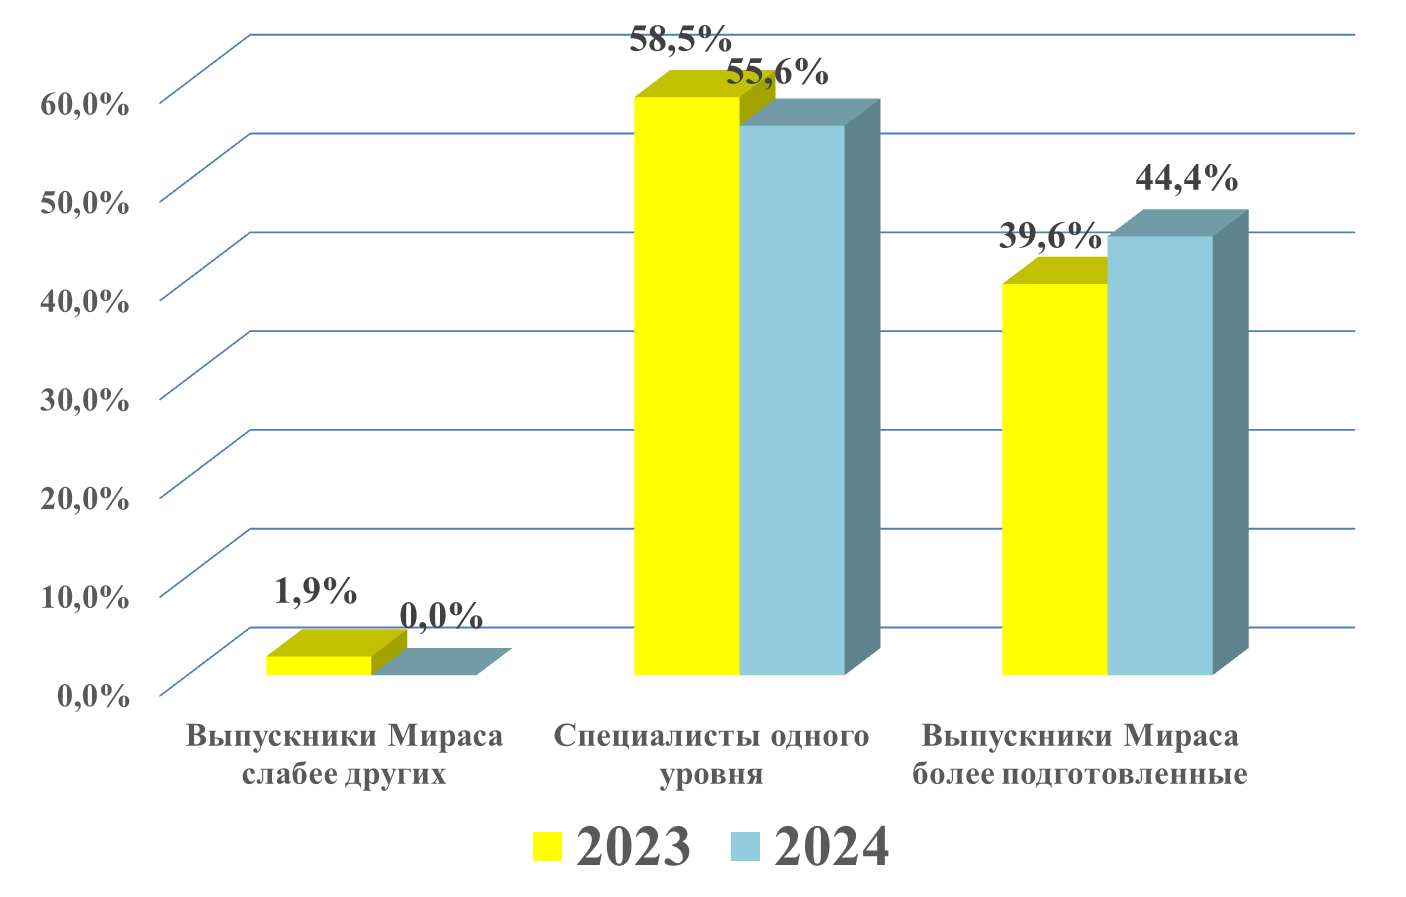 58,5%
55,6%
60,0%
50,0%
44,4%
39,6%
40,0%
30,0%
20,0%
10,0%
1,9%
0,0%
0,0%
Выпускники Мираса
слабее других
Специалисты одного
уровня
Выпускники Мираса
более подготовленные
2023
2024